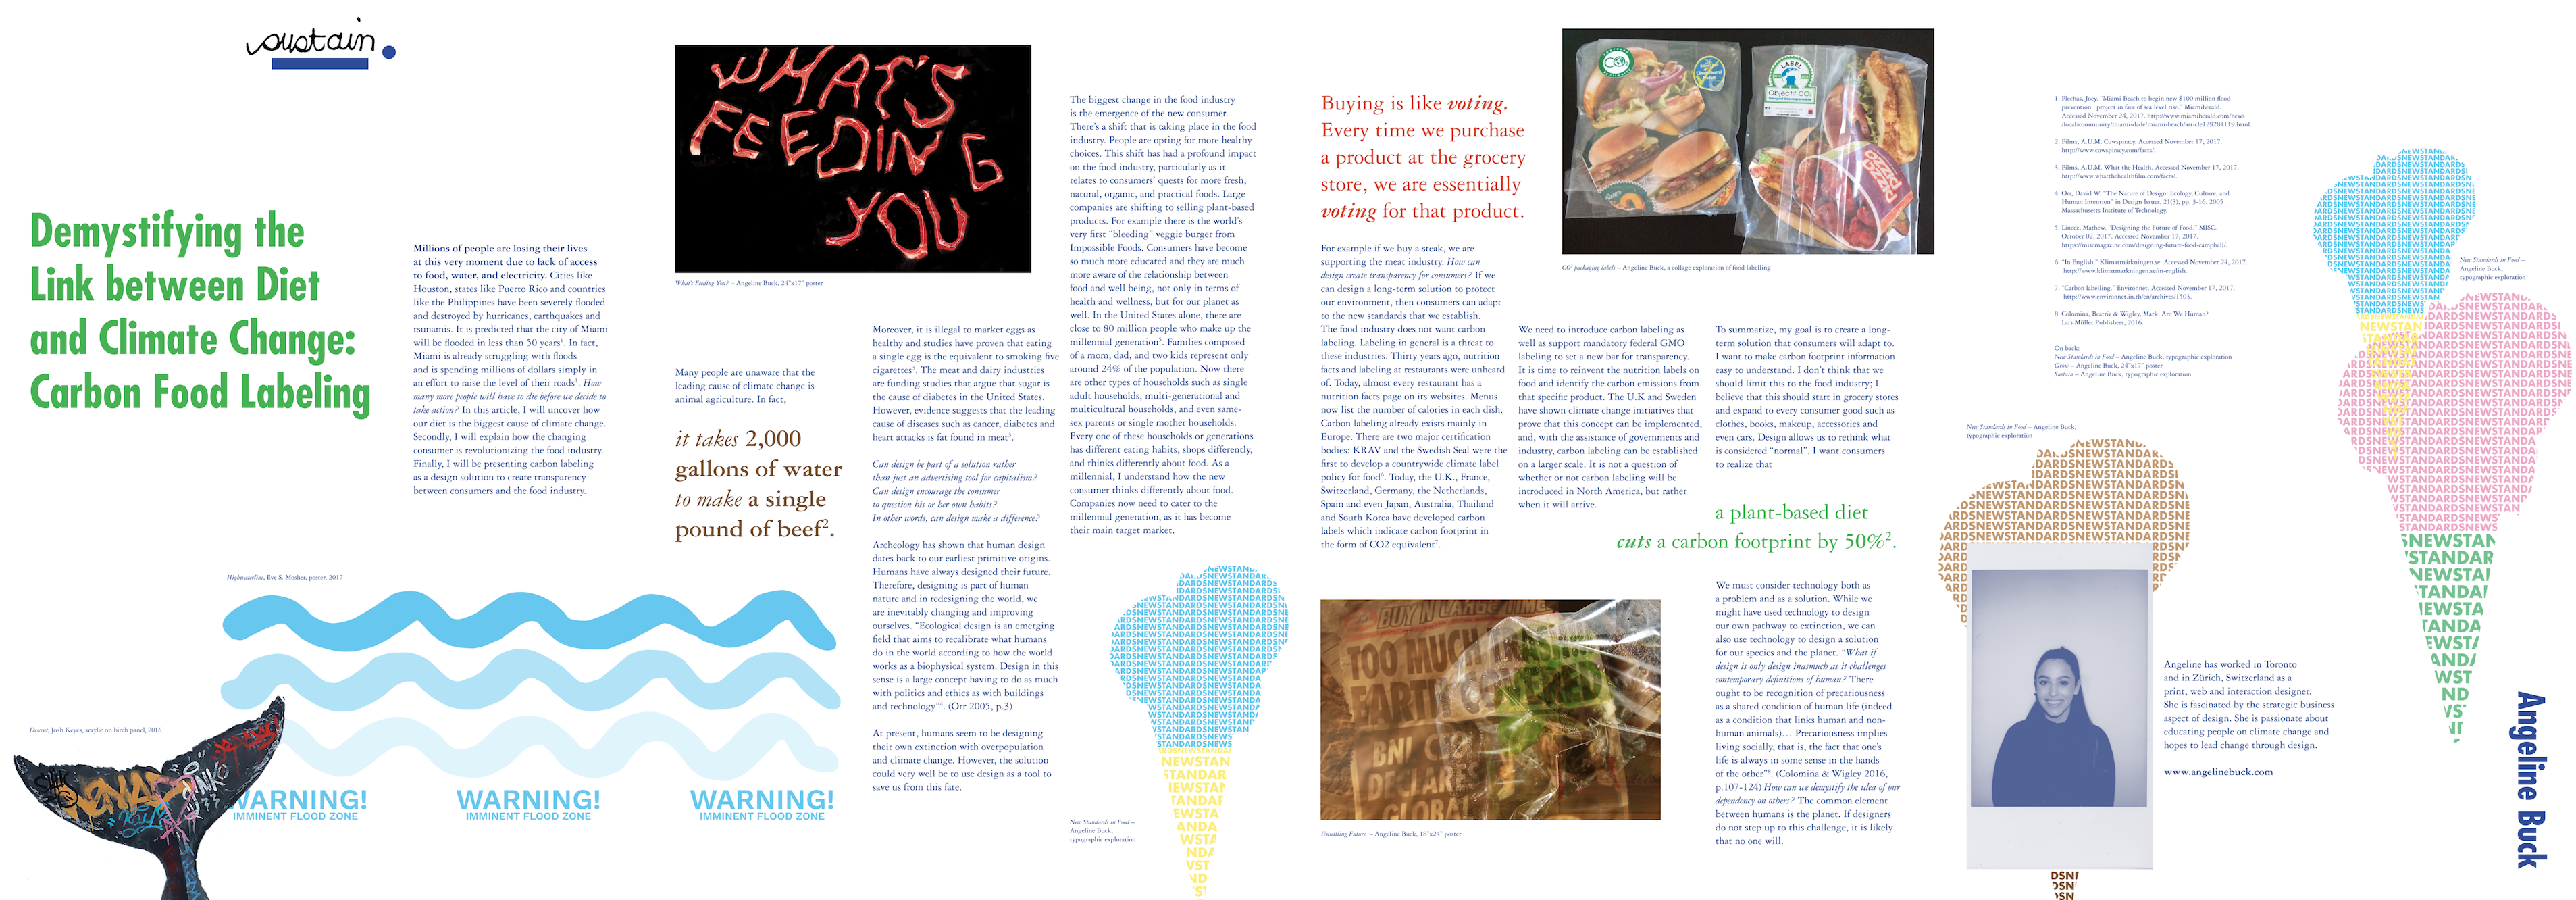 sustain.
Demystifying the
Link between Diet
and Climate Change:
Carbon Food Labeling
Millions of people are losing their lives
at this very moment due to lack of access
to food, water, and electricity. Cities like
Houston, states like Puerto Rico and countries
like the Philippines have been severely flooded
and destroyed by hurricanes, earthquakes and
tsunamis. It is predicted that the city of Miami
will be flooded in less than 50 years¹. In fact,
Miami is already struggling with floods
and is spending millions of dollars simply in
an effort to raise the level of their roads¹. How
many more people will have to die before we decide to
take action? In this article, I will uncover how
our diet is the biggest cause of climate change.
Secondly, I will explain how the changing
consumer is revolutionizing the food industry.
Finally, I will be presenting carbon labeling
as a design solution to create transparency
between consumers and the food industry.
Highwaterline, Eve S. Mosher, poster, 2017
Descent, Josh Keyes, acrylic on birch panel, 2016
WARNING!
IMMINENT FLOOD ZONE
WARNING!
IMMINENT FLOOD ZONE
WARNING!
IMMINENT FLOOD ZONE
WHAT'S
FEEDING
YOU
What's Feeding You? – Angeline Buck, 24"x17" poster
Many people are unaware that the
leading cause of climate change is
animal agriculture. In fact,
it takes 2,000
gallons of water
to make a single
pound of beef².
Moreover, it is illegal to market eggs as
healthy and studies have proven that eating
a single egg is the equivalent to smoking five
cigarettes³. The meat and dairy industries
are funding studies that argue that sugar is
the cause of diabetes in the United States.
However, evidence suggests that the leading
cause of diseases such as cancer, diabetes and
heart attacks is fat found in meat³.
Can design be part of a solution rather
than just an advertising tool for capitalism?
Can design encourage the consumer
to question his or her own habits?
In other words, can design make a difference?
Archeology has shown that human design
dates back to our earliest primitive origins.
Humans have always designed their future.
Therefore, designing is part of human
nature and in redesigning the world, we
are inevitably changing and improving
ourselves. "Ecological design is an emerging
field that aims to recalibrate what humans
do in the world according to how the world
works as a biophysical system. Design in this
sense is a large concept having to do as much
with politics and ethics as with buildings
and technology"⁴. (Orr 2005, p.3)
At present, humans seem to be designing
their own extinction with overpopulation
and climate change. However, the solution
could very well be to use design as a tool to
save us from this fate.
The biggest change in the food industry
is the emergence of the new consumer.
There's a shift that is taking place in the food
industry. People are opting for more healthy
choices. This shift has had a profound impact
on the food industry, particularly as it
relates to consumers' quests for more fresh,
natural, organic, and practical foods. Large
companies are shifting to selling plant-based
products. For example there is the world's
very first "bleeding" veggie burger from
Impossible Foods. Consumers have become
so much more educated and they are much
more aware of the relationship between
food and well being, not only in terms of
health and wellness, but for our planet as
well. In the United States alone, there are
close to 80 million people who make up the
millennial generation⁵. Families composed
of a mom, dad, and two kids represent only
around 24% of the population. Now there
are other types of households such as single
adult households, multi-generational and
multicultural households, and even same-
sex parents or single mother households.
Every one of these households or generations
has different eating habits, shops differently,
and thinks differently about food. As a
millennial, I understand how the new
consumer thinks differently about food.
Companies now need to cater to the
millennial generation, as it has become
their main target market.
New Standards in Food –
Angeline Buck,
typographic exploration
Buying is like voting.
Every time we purchase
a product at the grocery
store, we are essentially
voting for that product.
For example if we buy a steak, we are
supporting the meat industry. How can
design create transparency for consumers? If we
can design a long-term solution to protect
our environment, then consumers can adapt
to the new standards that we establish.
The food industry does not want carbon
labeling. Labeling in general is a threat to
these industries. Thirty years ago, nutrition
facts and labeling at restaurants were unheard
of. Today, almost every restaurant has a
nutrition facts page on its websites. Menus
now list the number of calories in each dish.
Carbon labeling already exists mainly in
Europe. There are two major certification
bodies: KRAV and the Swedish Seal were the
first to develop a countrywide climate label
policy for food⁶. Today, the U.K., France,
Switzerland, Germany, the Netherlands,
Spain and even Japan, Australia, Thailand
and South Korea have developed carbon
labels which indicate carbon footprint in
the form of CO2 equivalent⁷.
Unsettling Future – Angeline Buck, 18"x24" poster
LABEL
Objectif CO₂
CO² packaging labels – Angeline Buck, a collage exploration of food labelling
We need to introduce carbon labeling as
well as support mandatory federal GMO
labeling to set a new bar for transparency.
It is time to reinvent the nutrition labels on
food and identify the carbon emissions from
that specific product. The U.K and Sweden
have shown climate change initiatives that
prove that this concept can be implemented,
and, with the assistance of governments and
industry, carbon labeling can be established
on a larger scale. It is not a question of
whether or not carbon labeling will be
introduced in North America, but rather
when it will arrive.
To summarize, my goal is to create a long-
term solution that consumers will adapt to.
I want to make carbon footprint information
easy to understand. I don't think that we
should limit this to the food industry; I
believe that this should start in grocery stores
and expand to every consumer good such as
clothes, books, makeup, accessories and
even cars. Design allows us to rethink what
is considered "normal". I want consumers
to realize that
a plant-based diet
cuts a carbon footprint by 50%².
We must consider technology both as
a problem and as a solution. While we
might have used technology to design
our own pathway to extinction, we can
also use technology to design a solution
for our species and the planet. "What if
design is only design inasmuch as it challenges
contemporary definitions of human? There
ought to be recognition of precariousness
as a shared condition of human life (indeed
as a condition that links human and non-
human animals)… Precariousness implies
living socially, that is, the fact that one's
life is always in some sense in the hands
of the other"⁸. (Colomina & Wigley 2016,
p.107-124) How can we demystify the idea of our
dependency on others? The common element
between humans is the planet. If designers
do not step up to this challenge, it is likely
that no one will.
1. Flechas, Joey. "Miami Beach to begin new $100 million flood
prevention project in face of sea level rise." Miamiherald.
Accessed November 24, 2017. http://www.miamiherald.com/news
/local/community/miami-dade/miami-beach/article129284119.html.
2. Films, A.U.M. Cowspiracy. Accessed November 17, 2017.
http://www.cowspiracy.com/facts/.
3. Films, A.U.M. What the Health. Accessed November 17, 2017.
http://www.whatthehealthfilm.com/facts/.
4. Orr, David W. "The Nature of Design: Ecology, Culture, and
Human Intention" in Design Issues, 21(3), pp. 3-16. 2005
Massachusetts Institute of Technology.
5. Lincez, Mathew. "Designing the Future of Food." MISC.
October 02, 2017. Accessed November 17, 2017.
https://miscmagazine.com/designing-future-food-campbell/.
6. "In English." Klimatmärkningen.se. Accessed November 24, 2017.
http://www.klimatmarkningen.se/in-english.
7. "Carbon labelling." Environnet. Accessed November 17, 2017.
http://www.environnet.in.th/en/archives/1503.
8. Colomina, Beatriz & Wigley, Mark. Are We Human?
Lars Müller Publishers, 2016.
On back:
New Standards in Food – Angeline Buck, typographic exploration
Grow – Angeline Buck, 24"x17" poster
Sustain – Angeline Buck, typographic exploration
New Standards in Food – Angeline Buck,
typographic exploration
New Standards in Food –
Angeline Buck,
typographic exploration
Angeline has worked in Toronto
and in Zürich, Switzerland as a
print, web and interaction designer.
She is fascinated by the strategic business
aspect of design. She is passionate about
educating people on climate change and
hopes to lead change through design.
www.angelinebuck.com
Angeline Buck